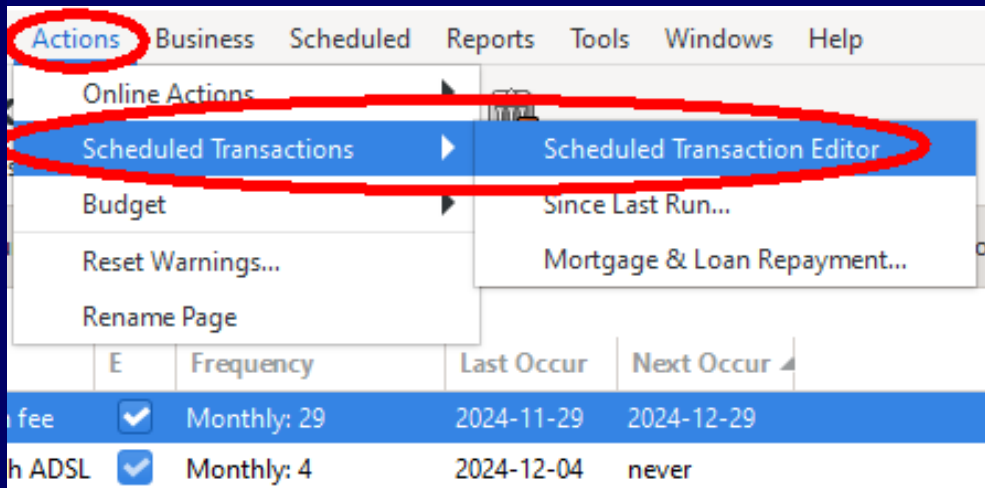 Actions Business Scheduled Reports Tools Windows Help
Online Actions
Scheduled Transactions Scheduled Transaction Editor
Budget Since Last Run...
Reset Warnings... Mortgage & Loan Repayment...
Rename Page
E Frequency Last Occur Next Occur
fee Monthly: 29 2024-11-29 2024-12-29
h ADSL Monthly: 4 2024-12-04 never